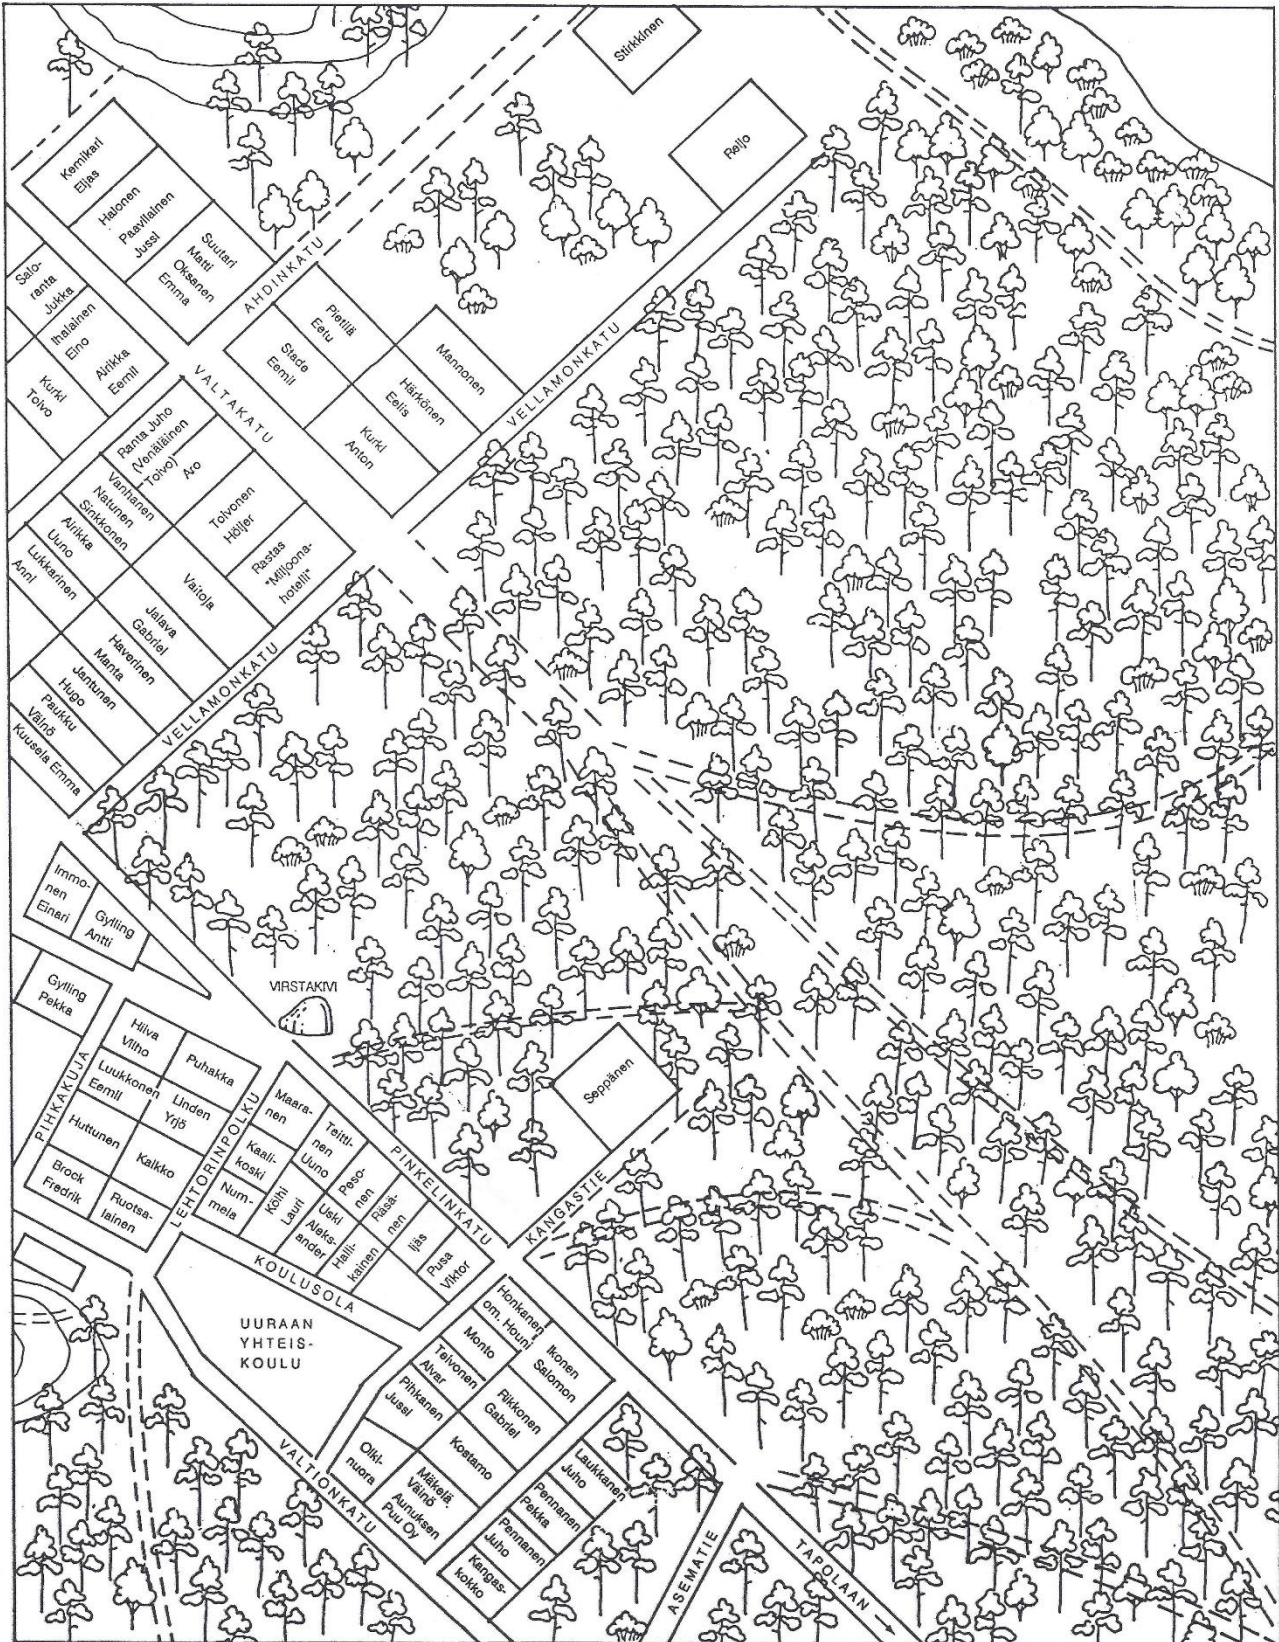 Stirkkinen
Reijo
Kemikari
Eljas
Halonen
Paavilainen
Jussi
Suutari
Matti
Oksanen
Emma
AHDINKATU
Salo-
ranta
Jukka
Ihalainen
Eino
Airikka
Eemil
Kurki
Toivo
VALTAKATU
Pietilä
Eetu
Stade
Eemil
Mannonen
Härkönen
Eelis
Kurki
Anton
VELLAMONKATU
Ranta Juho
(Venäläinen
Toivo)
Aro
Vanhanen
Natunen
Sinkkonen
Airikka
Uuno
Lukkarinen
Anni
Toivonen
Höijer
Rastas
"Miljoona-
hotelli"
Vaitoja
Jalava
Gabriel
Haverinen
Manta
Jantunen
Hugo
Paukku
Väinö
Kuusela Emma
VELLAMONKATU
Immo-
nen
Einari
Gylling
Antti
Gylling
Pekka
VIRSTAKIVI
PIHKAKUJA
Hilva
Vilho
Puhakka
Luukkonen
Eemil
Linden
Yrjö
Huttunen
Kalkko
Brock
Fredrik
Ruotsa-
lainen
LEHTORINPOLKU
Maara-
nen
Teitti-
nen
Uuno
Kaali-
koski
Num-
mela
Kölhi
Lauri
Peso-
nen
Uski
Aleks-
ander
Räsä-
nen
Halli-
kainen
Iljäs
Pusa
Viktor
PINKELINKATU
Seppänen
KANGASTIE
KOULUSOLA
UURAAN
YHTEIS-
KOULU
Honkanen
om. Houni
Ikonen
Salomon
Monto
Teivonen
Aivar
Pihkanen
Jussi
Rikkonen
Gabriel
Kostamo
Olki-
nuora
Mäkelä
Väinö
Aunuksen
Puu Oy
VALTIONKATU
Laukkanen
Juho
Pennanen
Pekka
Pennanen
Juho
Kangas-
kokko
ASEMATIE
TAPOLAAN